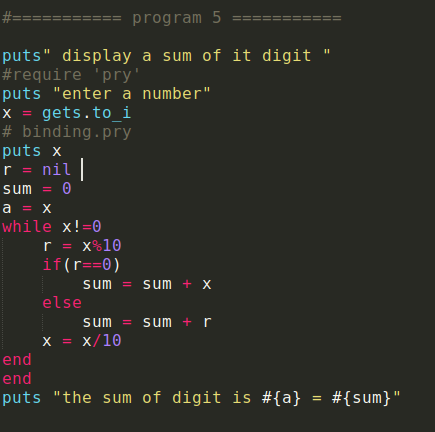 #=========== program 5 ===========
puts" display a sum of it digit "
#require 'pry'
puts "enter a number"
x = gets.to_i
# binding.pry
puts x
r = nil
sum = 0
a = x
while x!=0
    r = x%10
    if(r==0)
        sum = sum + x
    else
        sum = sum + r
    x = x/10
end
end
puts "the sum of digit is #{a} = #{sum}"